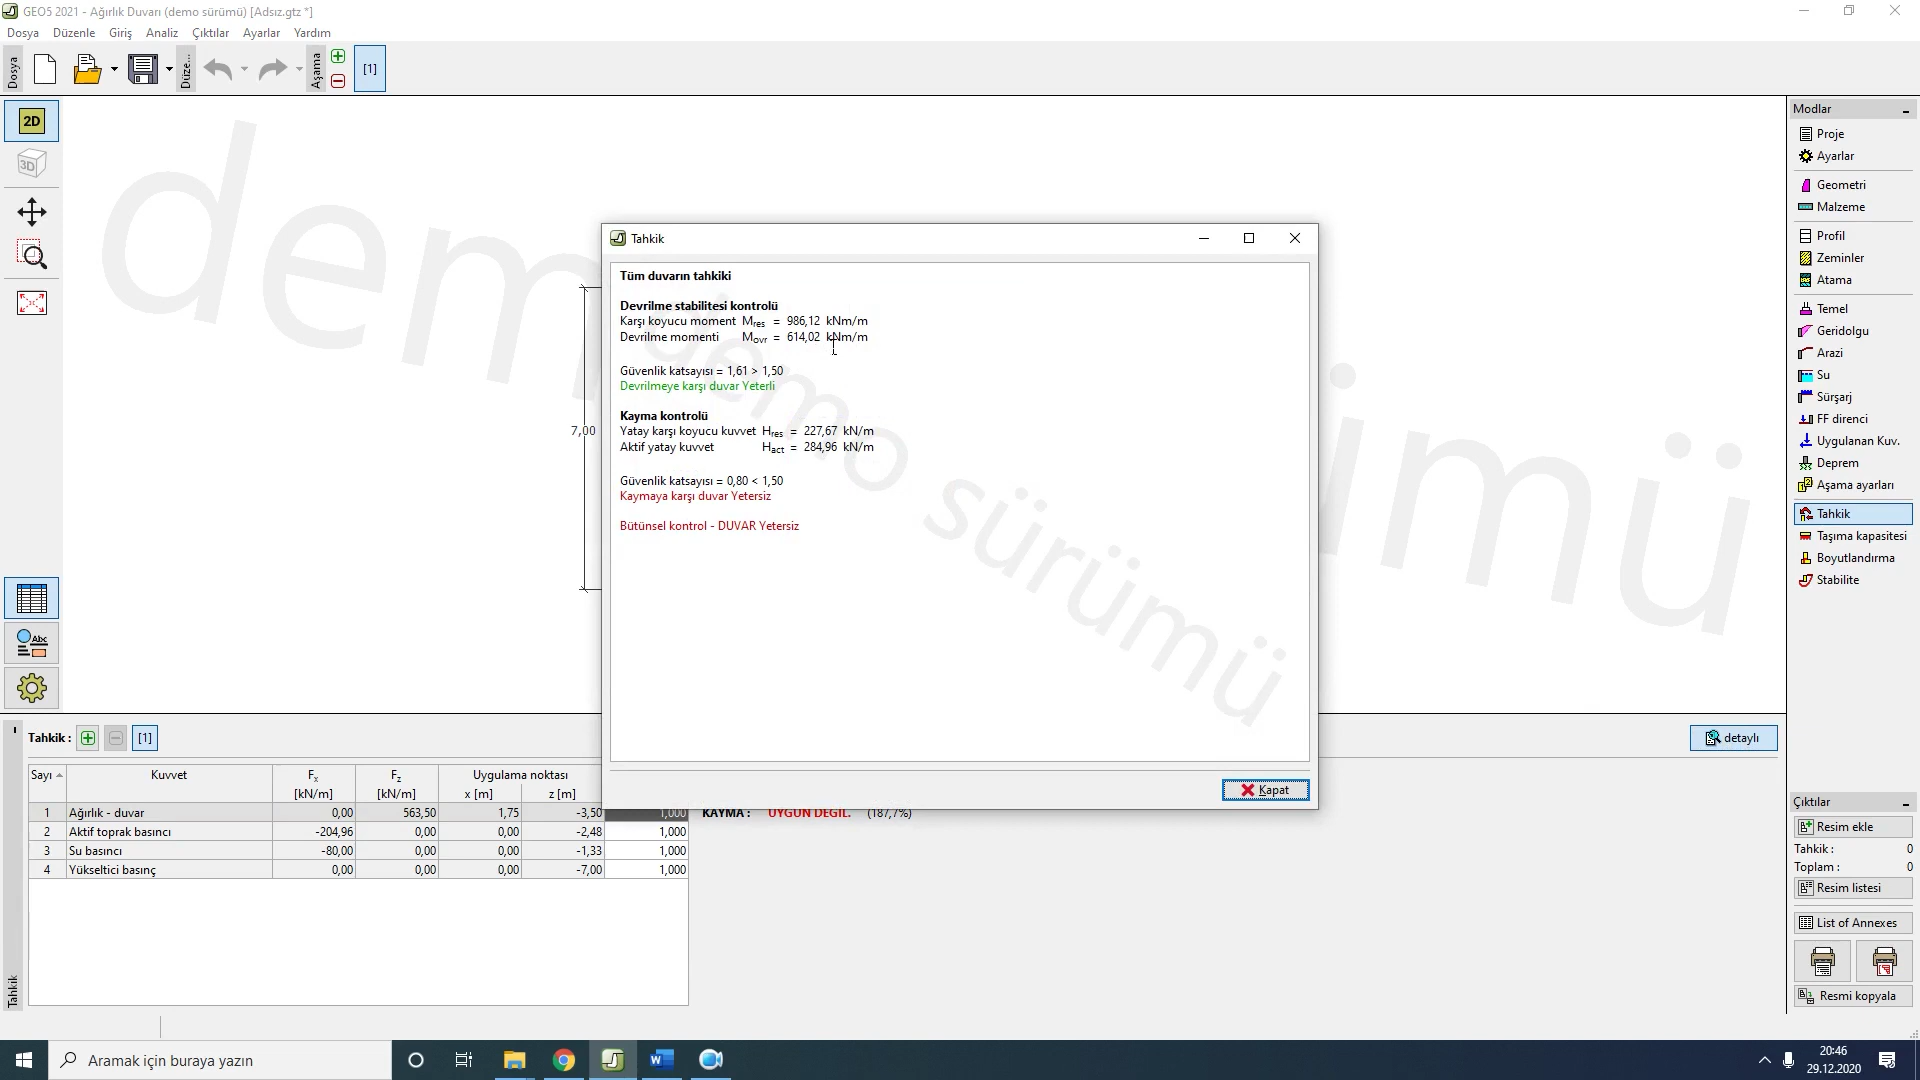 GEO5 2021 - Ağırlık Duvarı (demo sürümü) [Adsız.gtz *]
Dosya Düzenle Giriş Analiz Çıktılar Ayarlar Yardım
Dosya
Düze...
Aşama
[1]
2D
3D
demo sürümü
7,00
Tahkik
Tüm duvarın tahkiki
Devrilme stabilitesi kontrolü
Karşı koyucu moment Mres = 986,12 kNm/m
Devrilme momenti Movr = 614,02 kNm/m
Güvenlik katsayısı = 1,61 > 1,50
Devrilmeye karşı duvar Yeterli
Kayma kontrolü
Yatay karşı koyucu kuvvet Hres = 227,67 kN/m
Aktif yatay kuvvet Hact = 284,96 kN/m
Güvenlik katsayısı = 0,80 < 1,50
Kaymaya karşı duvar Yetersiz
Bütünsel kontrol - DUVAR Yetersiz
demo sürümü
Kapat
Modlar
Proje
Ayarlar
Geometri
Malzeme
Profil
Zeminler
Atama
Temel
Geridolgu
Arazi
Su
Sürşarj
FF direnci
Uygulanan Kuv.
Deprem
Aşama ayarları
Tahkik
Taşıma kapasitesi
Boyutlandırma
Stabilite
Abc
Tahkik : [1]
detaylı
Sayı Kuvvet Fx Fz Uygulama noktası
[kN/m] [kN/m] x [m] z [m]
1 Ağırlık - duvar 0,00 563,50 1,75 -3,50 1,000
2 Aktif toprak basıncı -204,96 0,00 0,00 -2,48 1,000
3 Su basıncı -80,00 0,00 0,00 -1,33 1,000
4 Yükseltici basınç 0,00 0,00 0,00 -7,00 1,000
KAYMA : UYGUN DEĞİL. (187,7%)
Tahkik
Çıktılar
Resim ekle
Tahkik : 0
Toplam : 0
Resim listesi
List of Annexes
Resmi kopyala
Aramak için buraya yazın
20:46
29.12.2020